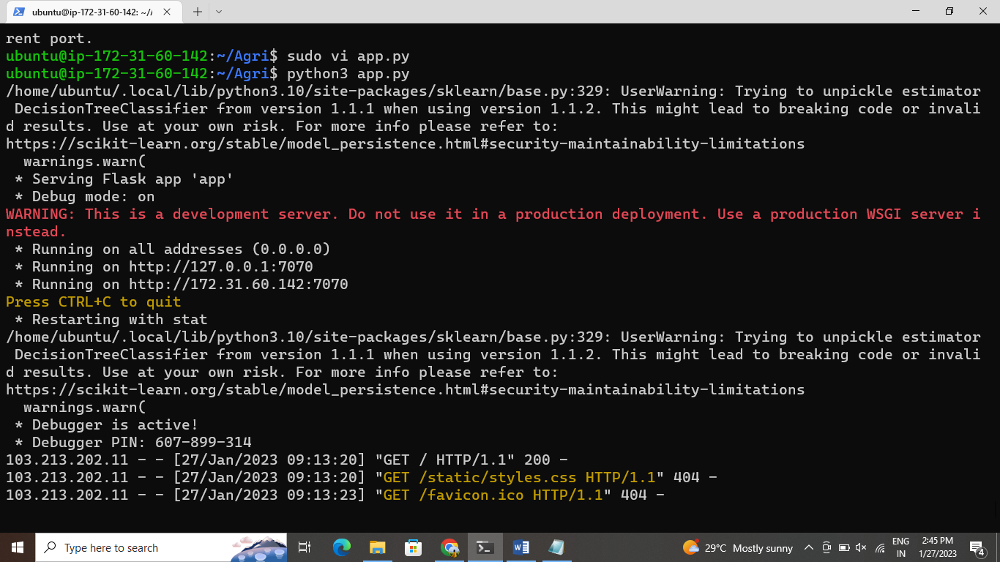 ubuntu@ip-172-31-60-142: ~/A
rent port.
ubuntu@ip-172-31-60-142:~/Agri$ sudo vi app.py
ubuntu@ip-172-31-60-142:~/Agri$ python3 app.py
/home/ubuntu/.local/lib/python3.10/site-packages/sklearn/base.py:329: UserWarning: Trying to unpickle estimator
 DecisionTreeClassifier from version 1.1.1 when using version 1.1.2. This might lead to breaking code or invali
d results. Use at your own risk. For more info please refer to:
https://scikit-learn.org/stable/model_persistence.html#security-maintainability-limitations
  warnings.warn(
 * Serving Flask app 'app'
 * Debug mode: on
WARNING: This is a development server. Do not use it in a production deployment. Use a production WSGI server i
nstead.
 * Running on all addresses (0.0.0.0)
 * Running on http://127.0.0.1:7070
 * Running on http://172.31.60.142:7070
Press CTRL+C to quit
 * Restarting with stat
/home/ubuntu/.local/lib/python3.10/site-packages/sklearn/base.py:329: UserWarning: Trying to unpickle estimator
 DecisionTreeClassifier from version 1.1.1 when using version 1.1.2. This might lead to breaking code or invali
d results. Use at your own risk. For more info please refer to:
https://scikit-learn.org/stable/model_persistence.html#security-maintainability-limitations
  warnings.warn(
 * Debugger is active!
 * Debugger PIN: 607-899-314
103.213.202.11 - - [27/Jan/2023 09:13:20] "GET / HTTP/1.1" 200 -
103.213.202.11 - - [27/Jan/2023 09:13:20] "GET /static/styles.css HTTP/1.1" 404 -
103.213.202.11 - - [27/Jan/2023 09:13:23] "GET /favicon.ico HTTP/1.1" 404 -
Type here to search
29°C Mostly sunny
ENG
IN
2:45 PM
1/27/2023
4